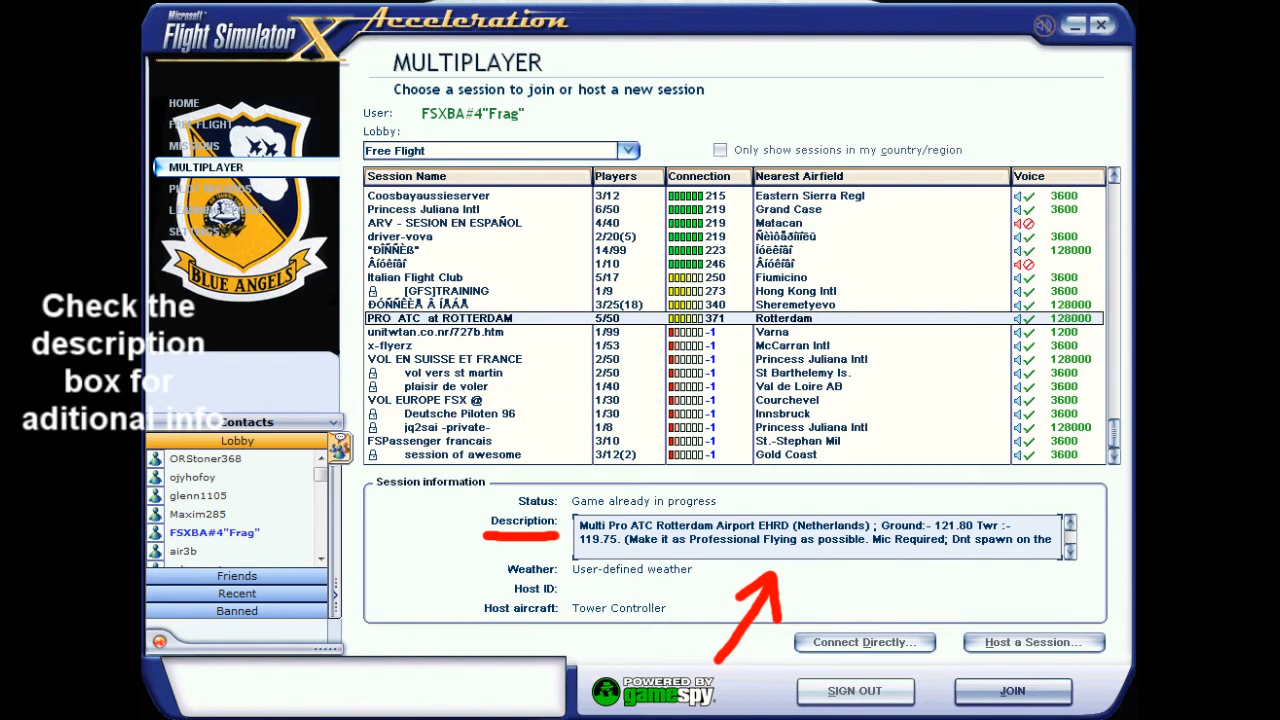 Microsoft
Flight Simulator X
Acceleration
HOME
FREE FLIGHT
MISSIONS
MULTIPLAYER
SETTINGS
BLUE ANGELS
Check the
description
box for
aditional info
MULTIPLAYER
Choose a session to join or host a new session
User: FSXBA#4"Frag"
Lobby:
Free Flight
Only show sessions in my country/region
Session Name Players Connection Nearest Airfield Voice
Coosbayaussieserver 3/12 215 Eastern Sierra Regl 3600
Princess Juliana Intl 6/50 219 Grand Case 3600
ARV - SESION EN ESPAÑOL 4/40 219 Matacan
driver-vova 2/20(5) 219 Ñèìôåðîïîëü 3600
"ÐÎÑÑÈß" 14/99 223 128000
1/10 246
Italian Flight Club 5/17 250 Fiumicino 3600
[GFS]TRAINING 1/9 273 Hong Kong Intl 3600
3/25(18) 340 Sheremetyevo 128000
PRO ATC at ROTTERDAM 5/50 371 Rotterdam 128000
unitwtan.co.nr/727b.htm 1/99 -1 Varna 1200
x-flyerz 1/53 -1 McCarran Intl 3600
VOL EN SUISSE ET FRANCE 2/50 -1 Princess Juliana Intl 128000
vol vers st martin 2/50 -1 St Barthelemy Is. 3600
plaisir de voler 1/40 -1 Val de Loire AB 3600
VOL EUROPE FSX @ 1/30 -1 Courchevel 3600
Deutsche Piloten 96 1/30 -1 Innsbruck 3600
jq2sai -private- 1/8 -1 Princess Juliana Intl 128000
FSPassenger francais 3/10 -1 St.-Stephan Mil 3600
session of awesome 3/12(2) -1 Gold Coast 3600
Contacts
Lobby
ORStoner368
ojyhofoy
glenn1105
Maxim285
FSXBA#4"Frag"
air3b
Friends
Recent
Banned
Session information
Status: Game already in progress
Description: Multi Pro ATC Rotterdam Airport EHRD (Netherlands) ; Ground:- 121.80 Twr :-
119.75. (Make it as Professional Flying as possible. Mic Required; Dnt spawn on the
Weather: User-defined weather
Host ID:
Host aircraft: Tower Controller
Connect Directly... Host a Session...
POWERED BY
gamespy
SIGN OUT JOIN